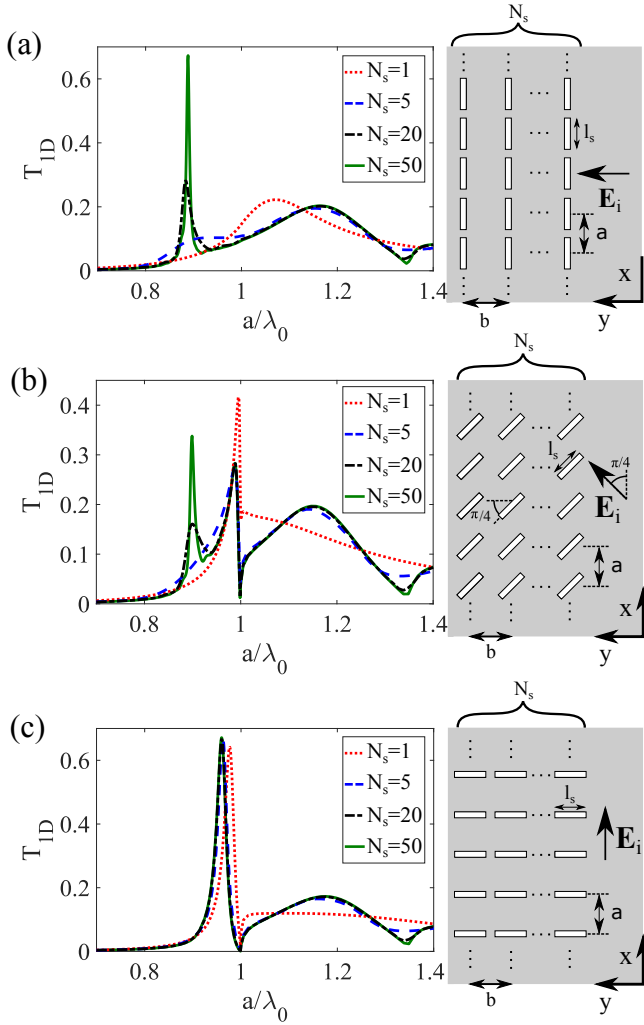 (a)
T1D
0.6
0.4
0.2
0
0.8
1
1.2
1.4
a/λ0
Ns=1
Ns=5
Ns=20
Ns=50
Ns
ls
Ei
a
x
b
y
(b)
T1D
0.4
0.3
0.2
0.1
0
0.8
1
1.2
1.4
a/λ0
Ns=1
Ns=5
Ns=20
Ns=50
Ns
ls
π/4
Ei
π/4
a
x
b
y
(c)
T1D
0.6
0.4
0.2
0
0.8
1
1.2
1.4
a/λ0
Ns=1
Ns=5
Ns=20
Ns=50
Ns
ls
Ei
a
x
b
y